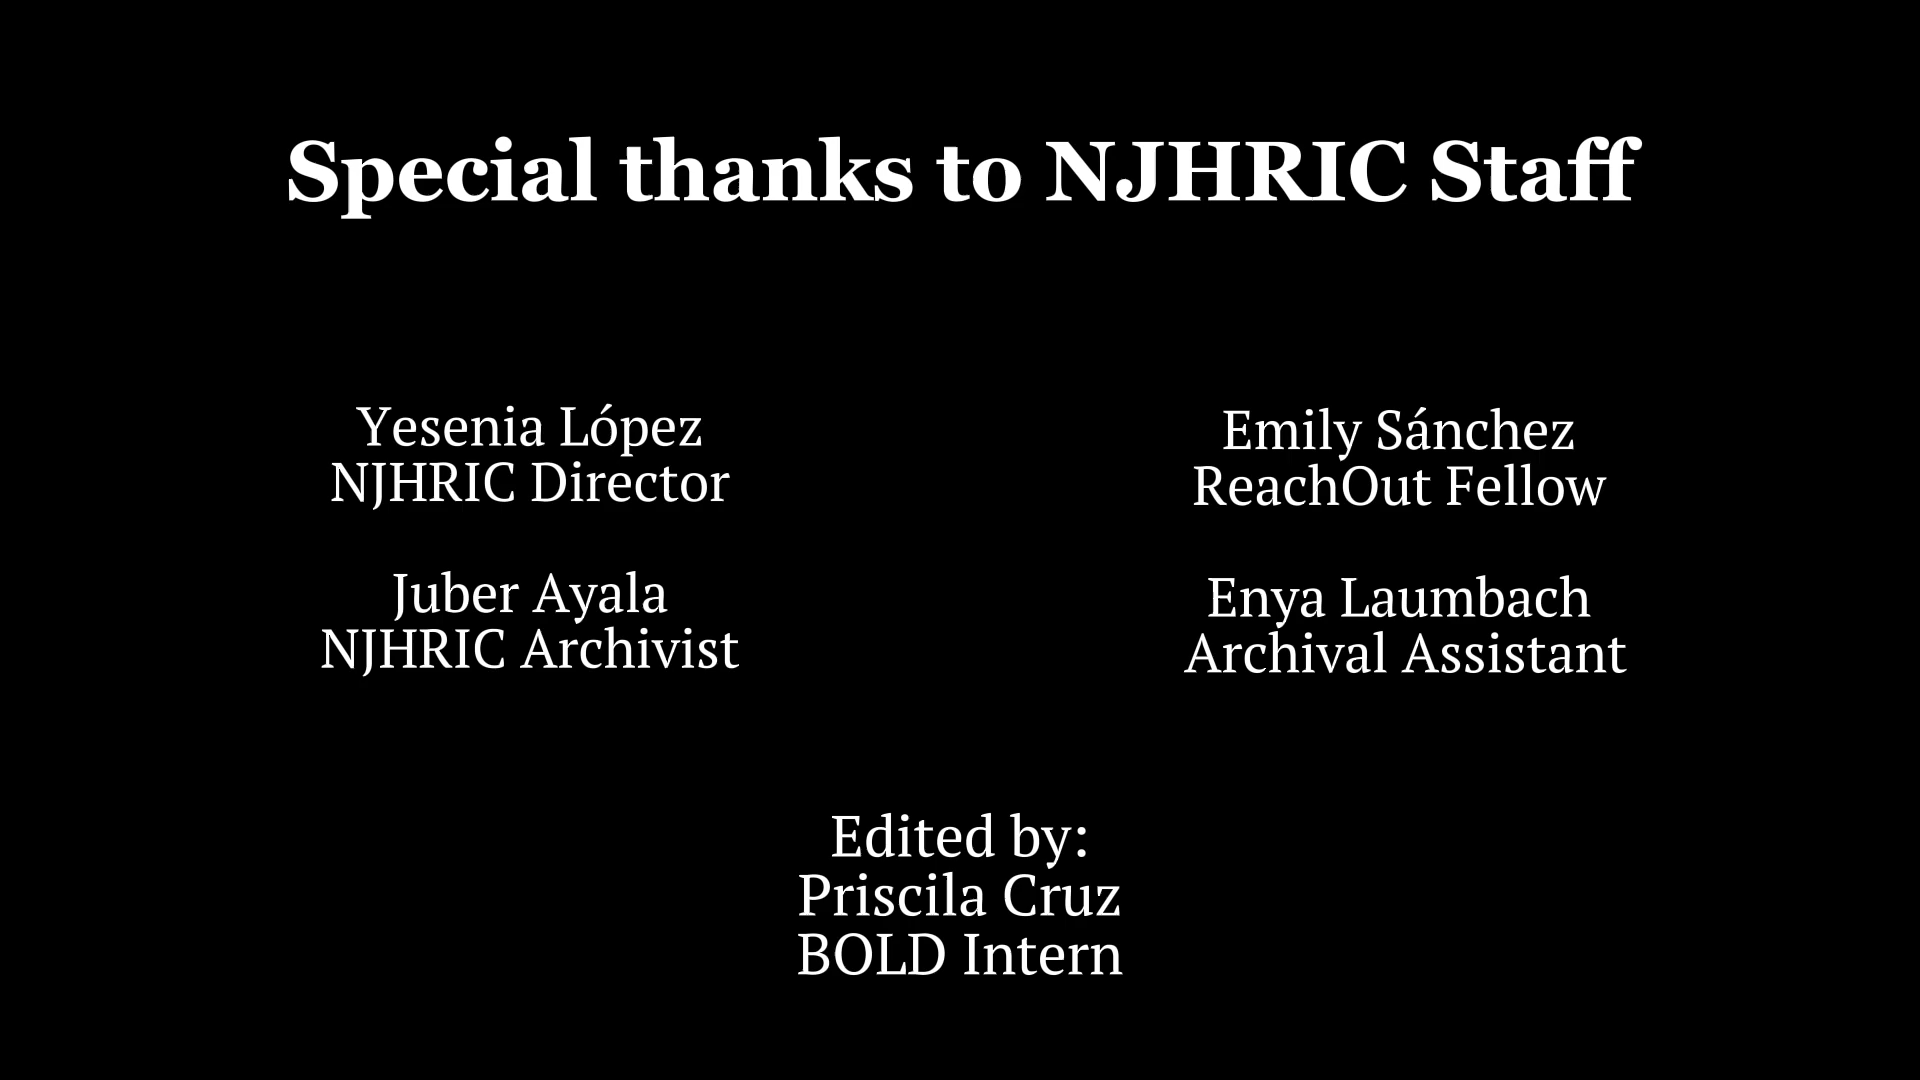 Special thanks to NJHRIC Staff
Yesenia López
NJHRIC Director
Juber Ayala
NJHRIC Archivist
Emily Sánchez
ReachOut Fellow
Enya Laumbach
Archival Assistant
Edited by:
Priscila Cruz
BOLD Intern